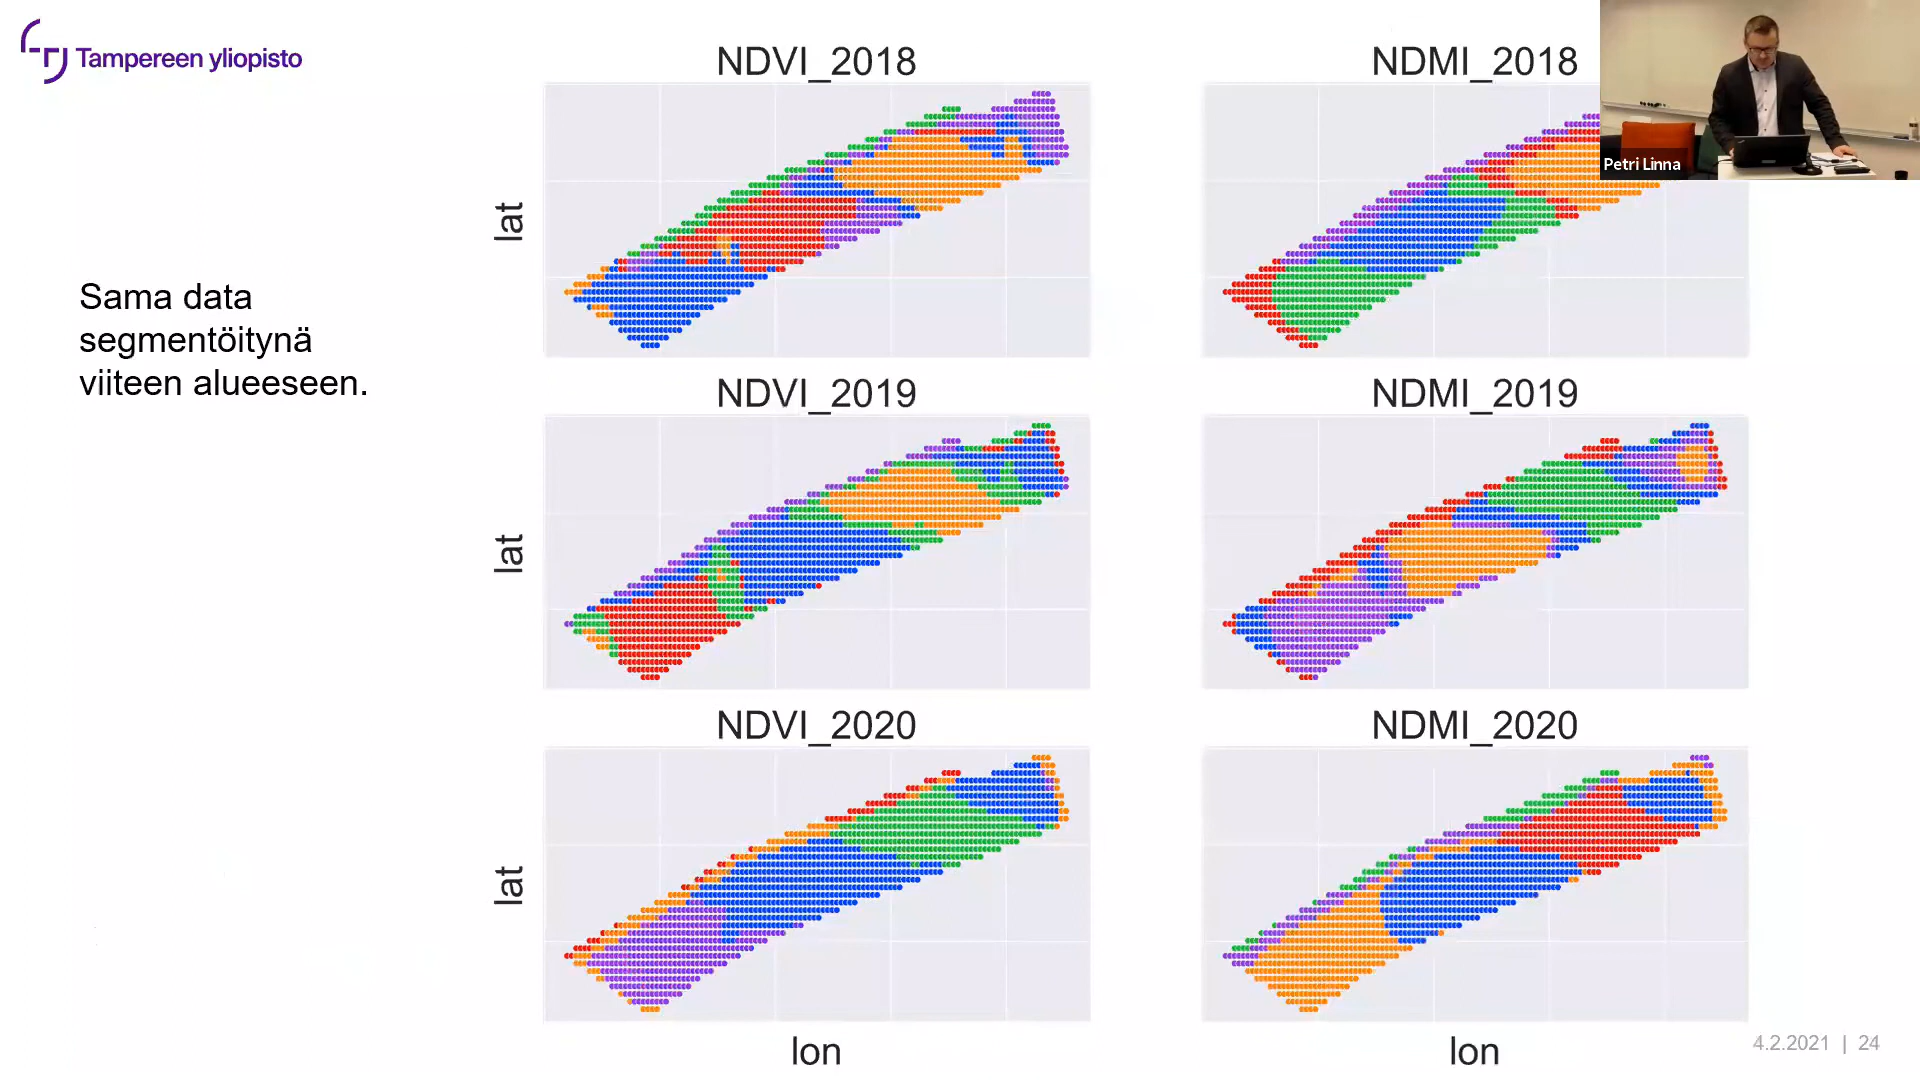 Tampereen yliopisto
NDVI_2018
NDMI_2018
Petri Linna
lat
Sama data
segmentöitynä
viiteen alueeseen.
NDVI_2019
NDMI_2019
lat
NDVI_2020
NDMI_2020
lat
lon
lon
4.2.2021 | 24